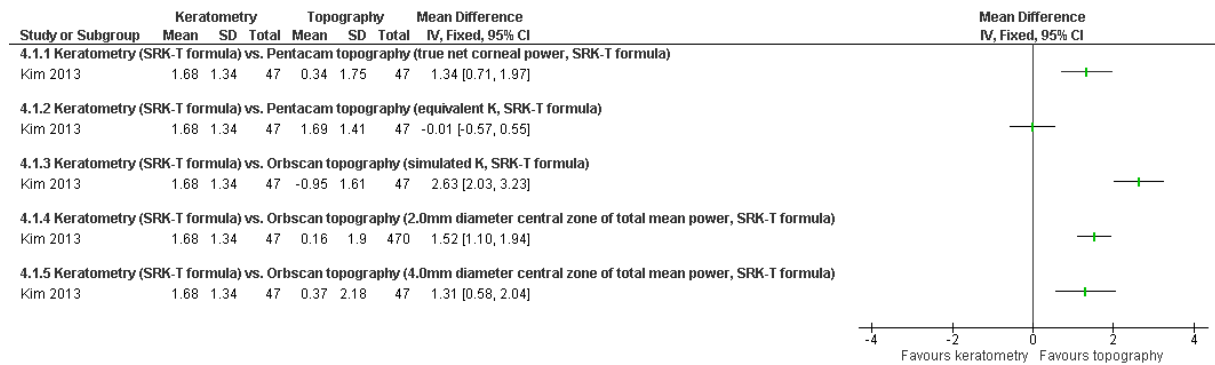 Keratometry Topography Mean Difference Mean Difference
Study or Subgroup Mean SD Total Mean SD Total IV, Fixed, 95% CI IV, Fixed, 95% CI
4.1.1 Keratometry (SRK-T formula) vs. Pentacam topography (true net corneal power, SRK-T formula)
Kim 2013 1.68 1.34 47 0.34 1.75 47 1.34 [0.71, 1.97]
4.1.2 Keratometry (SRK-T formula) vs. Pentacam topography (equivalent K, SRK-T formula)
Kim 2013 1.68 1.34 47 1.69 1.41 47 -0.01 [-0.57, 0.55]
4.1.3 Keratometry (SRK-T formula) vs. Orbscan topography (simulated K, SRK-T formula)
Kim 2013 1.68 1.34 47 -0.95 1.61 47 2.63 [2.03, 3.23]
4.1.4 Keratometry (SRK-T formula) vs. Orbscan topography (2.0mm diameter central zone of total mean power, SRK-T formula)
Kim 2013 1.68 1.34 47 0.16 1.9 470 1.52 [1.10, 1.94]
4.1.5 Keratometry (SRK-T formula) vs. Orbscan topography (4.0mm diameter central zone of total mean power, SRK-T formula)
Kim 2013 1.68 1.34 47 0.37 2.18 47 1.31 [0.58, 2.04]
-4 -2 0 2 4
Favours keratometry Favours topography